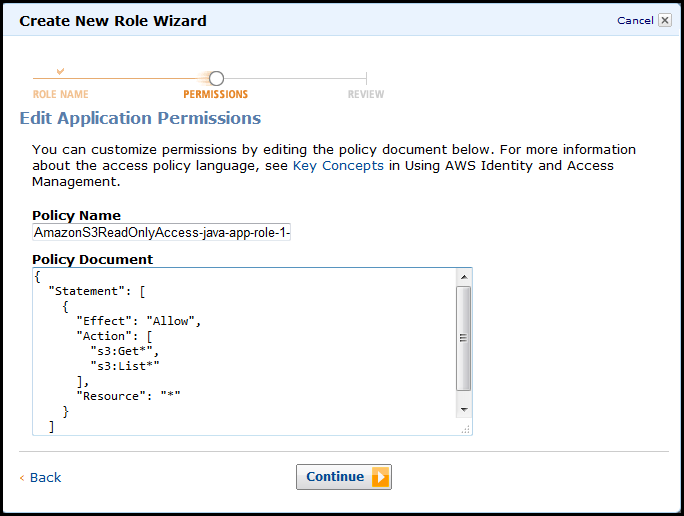 Create New Role Wizard
Cancel
ROLE NAME
PERMISSIONS
REVIEW
Edit Application Permissions
You can customize permissions by editing the policy document below. For more information
about the access policy language, see Key Concepts in Using AWS Identity and Access
Management.
Policy Name
AmazonS3ReadOnlyAccess-java-app-role-1-
Policy Document
{
  "Statement": [
    {
      "Effect": "Allow",
      "Action": [
        "s3:Get*",
        "s3:List*"
      ],
      "Resource": "*"
    }
  ]
‹ Back
Continue